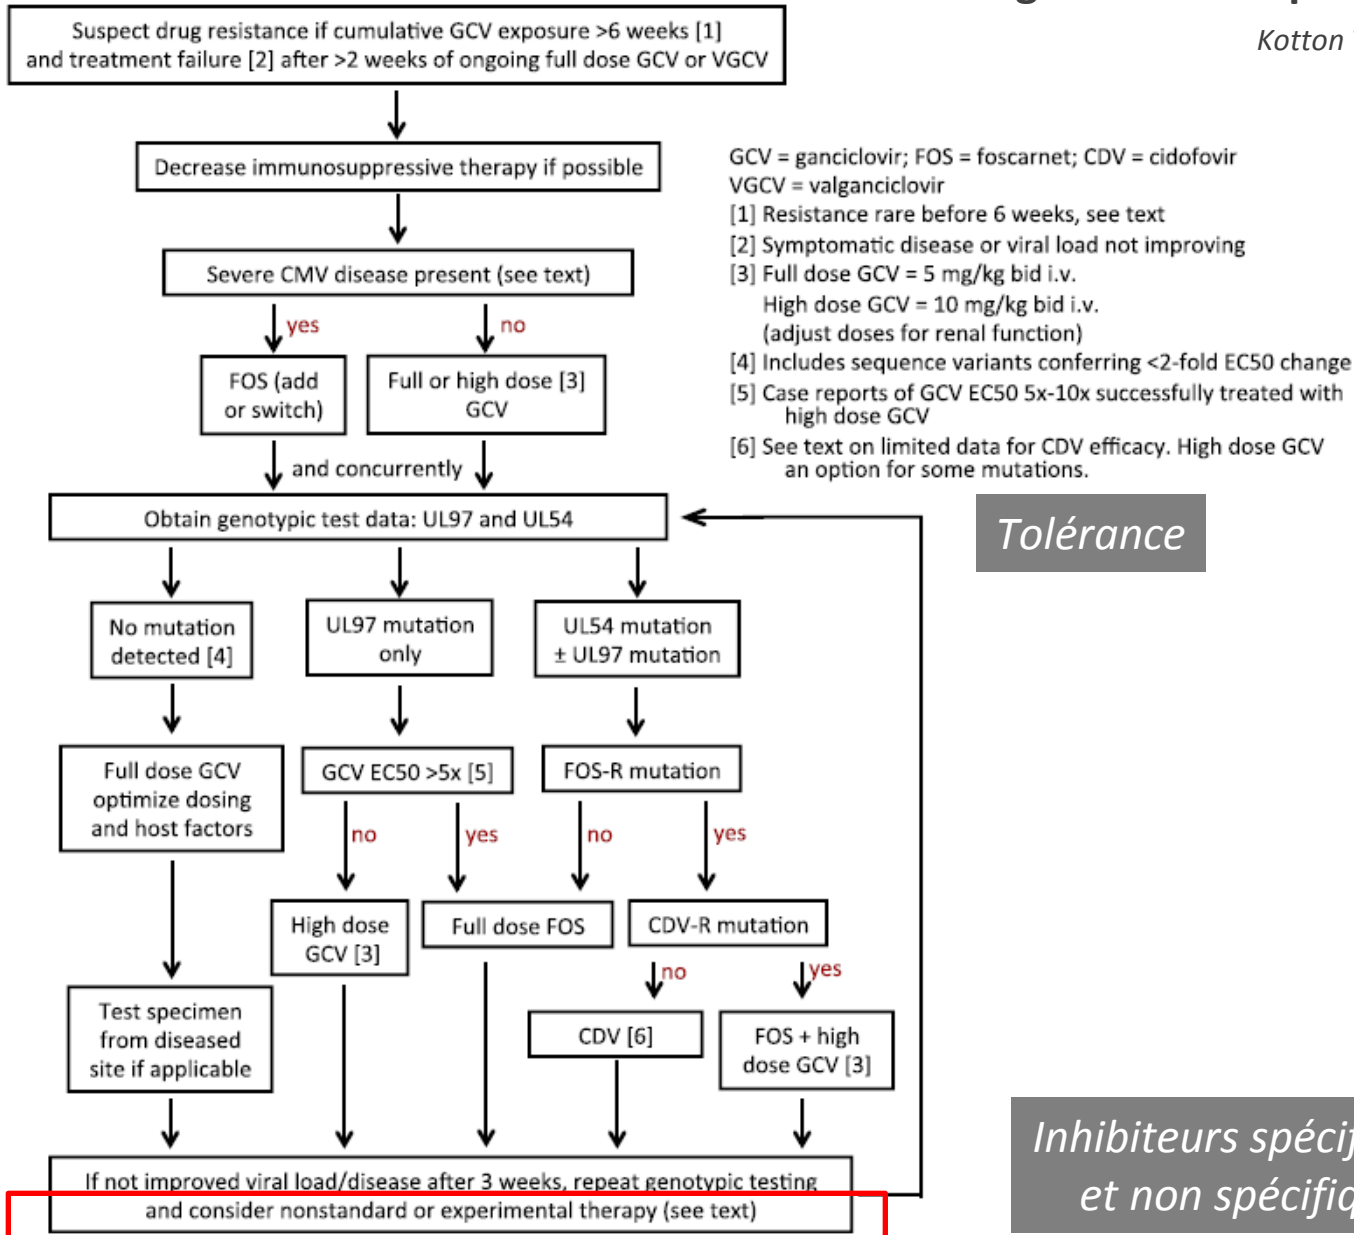 Kotton
Suspect drug resistance if cumulative GCV exposure >6 weeks [1]
and treatment failure [2] after >2 weeks of ongoing full dose GCV or VGCV
Decrease immunosuppressive therapy if possible
Severe CMV disease present (see text)
yes
no
FOS (add
or switch)
Full or high dose [3]
GCV
and concurrently
Obtain genotypic test data: UL97 and UL54
No mutation
detected [4]
UL97 mutation
only
UL54 mutation
± UL97 mutation
Full dose GCV
optimize dosing
and host factors
GCV EC50 >5x [5]
FOS-R mutation
no
yes
no
yes
High dose
GCV [3]
Full dose FOS
CDV-R mutation
no
yes
Test specimen
from diseased
site if applicable
CDV [6]
FOS + high
dose GCV [3]
If not improved viral load/disease after 3 weeks, repeat genotypic testing
and consider nonstandard or experimental therapy (see text)
GCV = ganciclovir; FOS = foscarnet; CDV = cidofovir
VGCV = valganciclovir
[1] Resistance rare before 6 weeks, see text
[2] Symptomatic disease or viral load not improving
[3] Full dose GCV = 5 mg/kg bid i.v.
High dose GCV = 10 mg/kg bid i.v.
(adjust doses for renal function)
[4] Includes sequence variants conferring <2-fold EC50 change
[5] Case reports of GCV EC50 5x-10x successfully treated with
high dose GCV
[6] See text on limited data for CDV efficacy. High dose GCV
an option for some mutations.
Tolérance
Inhibiteurs spécif
et non spécifiq